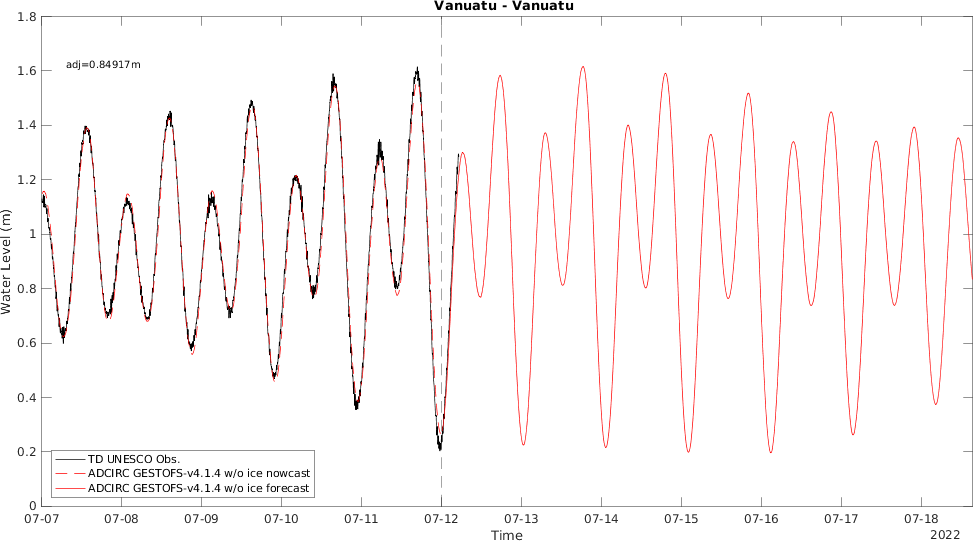 Vanuatu - Vanuatu
1.8
1.6
1.4
1.2
1
0.8
0.6
0.4
0.2
0
Water Level (m)
adj=0.84917m
TD UNESCO Obs.
ADCIRC GESTOFS-v4.1.4 w/o ice nowcast
ADCIRC GESTOFS-v4.1.4 w/o ice forecast
07-07 07-08 07-09 07-10 07-11 07-12 07-13 07-14 07-15 07-16 07-17 07-18
Time
2022